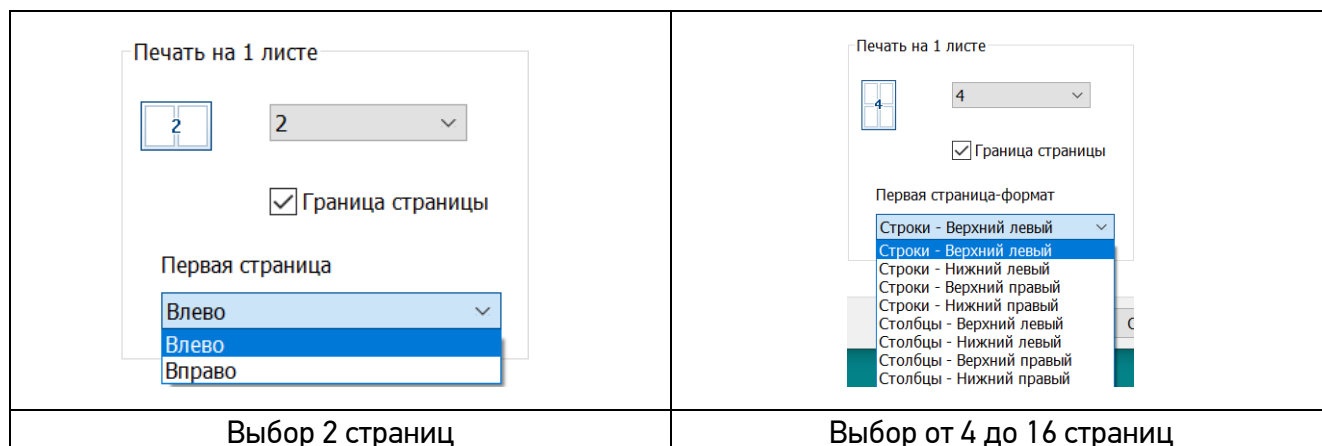 Печать на 1 листе
2
2
Граница страницы
Первая страница
Влево
Влево
Вправо
Выбор 2 страниц
Печать на 1 листе
4
4
Граница страницы
Первая страница-формат
Строки - Верхний левый
Строки - Верхний левый
Строки - Нижний левый
Строки - Верхний правый
Строки - Нижний правый
Столбцы - Верхний левый
Столбцы - Нижний левый
Столбцы - Верхний правый
Столбцы - Нижний правый
Выбор от 4 до 16 страниц